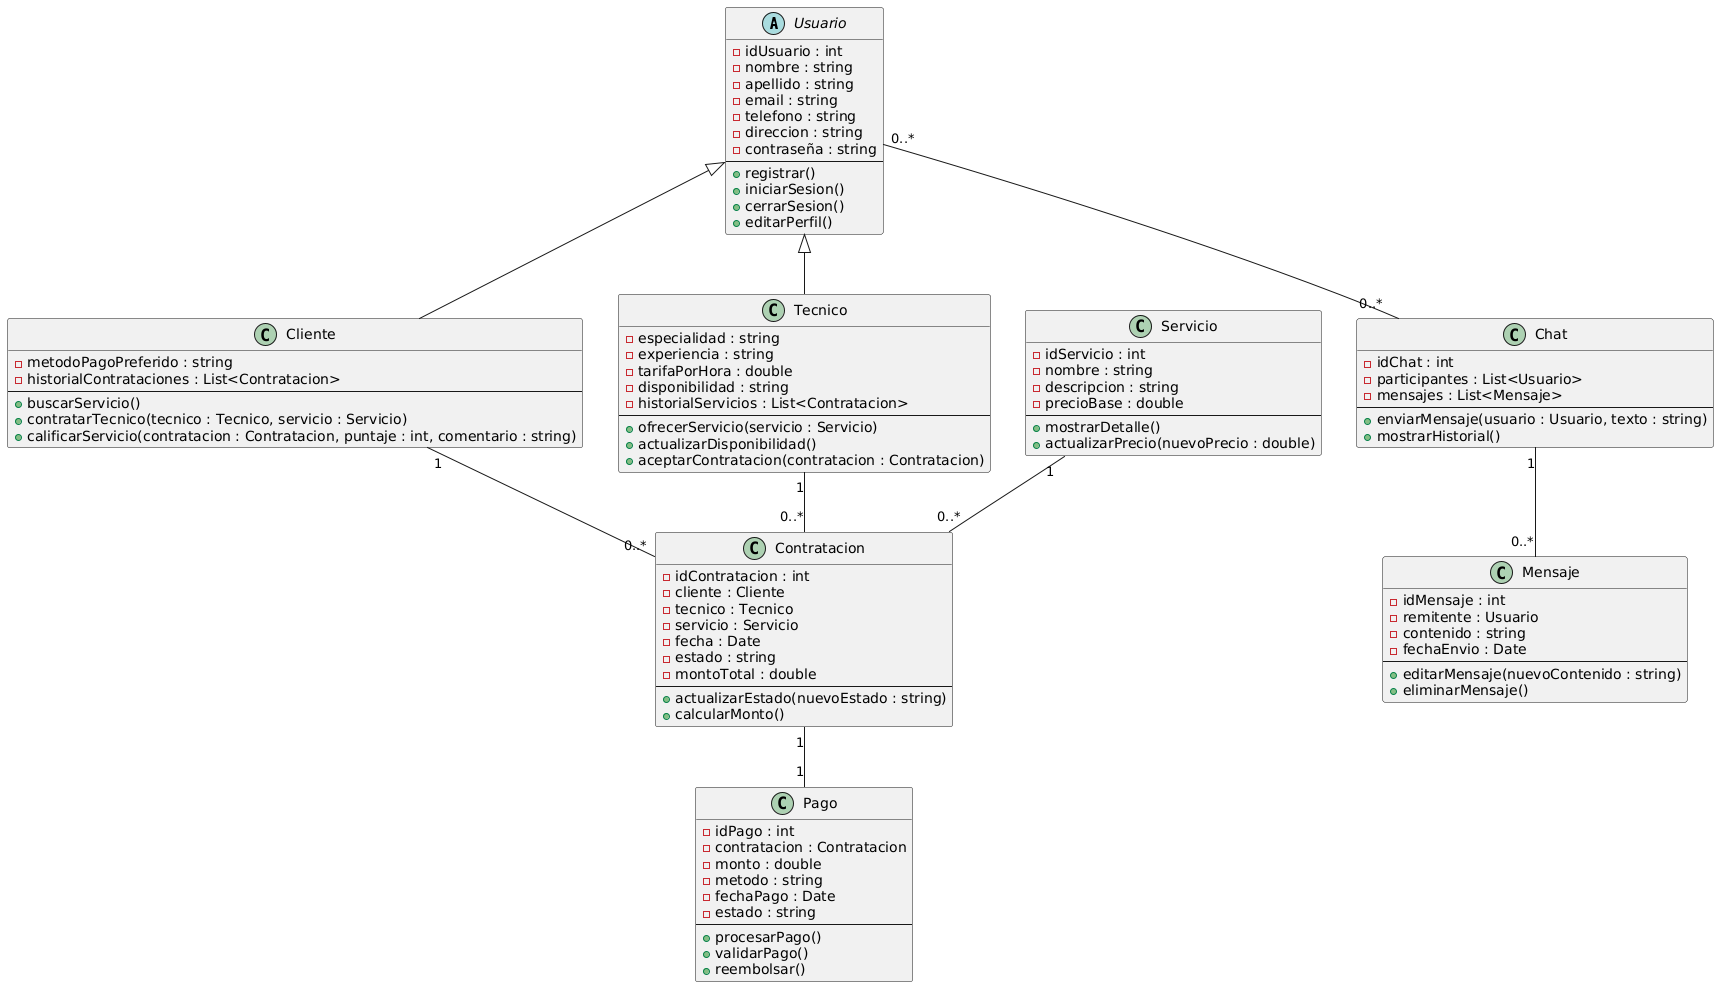 A Usuario
idUsuario : int
nombre : string
apellido : string
email : string
telefono : string
direccion : string
contraseña : string
registrar()
iniciarSesion()
cerrarSesion()
editarPerfil()
0..*
0..*
C Cliente
metodoPagoPreferido : string
historialContrataciones : List<Contratacion>
buscarServicio()
contratarTecnico(tecnico : Tecnico, servicio : Servicio)
calificarServicio(contratacion : Contratacion, puntaje : int, comentario : string)
C Tecnico
especialidad : string
experiencia : string
tarifaPorHora : double
disponibilidad : string
historialServicios : List<Contratacion>
ofrecerServicio(servicio : Servicio)
actualizarDisponibilidad()
aceptarContratacion(contratacion : Contratacion)
C Servicio
idServicio : int
nombre : string
descripcion : string
precioBase : double
mostrarDetalle()
actualizarPrecio(nuevoPrecio : double)
C Chat
idChat : int
participantes : List<Usuario>
mensajes : List<Mensaje>
enviarMensaje(usuario : Usuario, texto : string)
mostrarHistorial()
1
1
1
1
0..*
0..*
0..*
0..*
C Contratacion
idContratacion : int
cliente : Cliente
tecnico : Tecnico
servicio : Servicio
fecha : Date
estado : string
montoTotal : double
actualizarEstado(nuevoEstado : string)
calcularMonto()
C Mensaje
idMensaje : int
remitente : Usuario
contenido : string
fechaEnvio : Date
editarMensaje(nuevoContenido : string)
eliminarMensaje()
1
1
C Pago
idPago : int
contratacion : Contratacion
monto : double
metodo : string
fechaPago : Date
estado : string
procesarPago()
validarPago()
reembolsar()